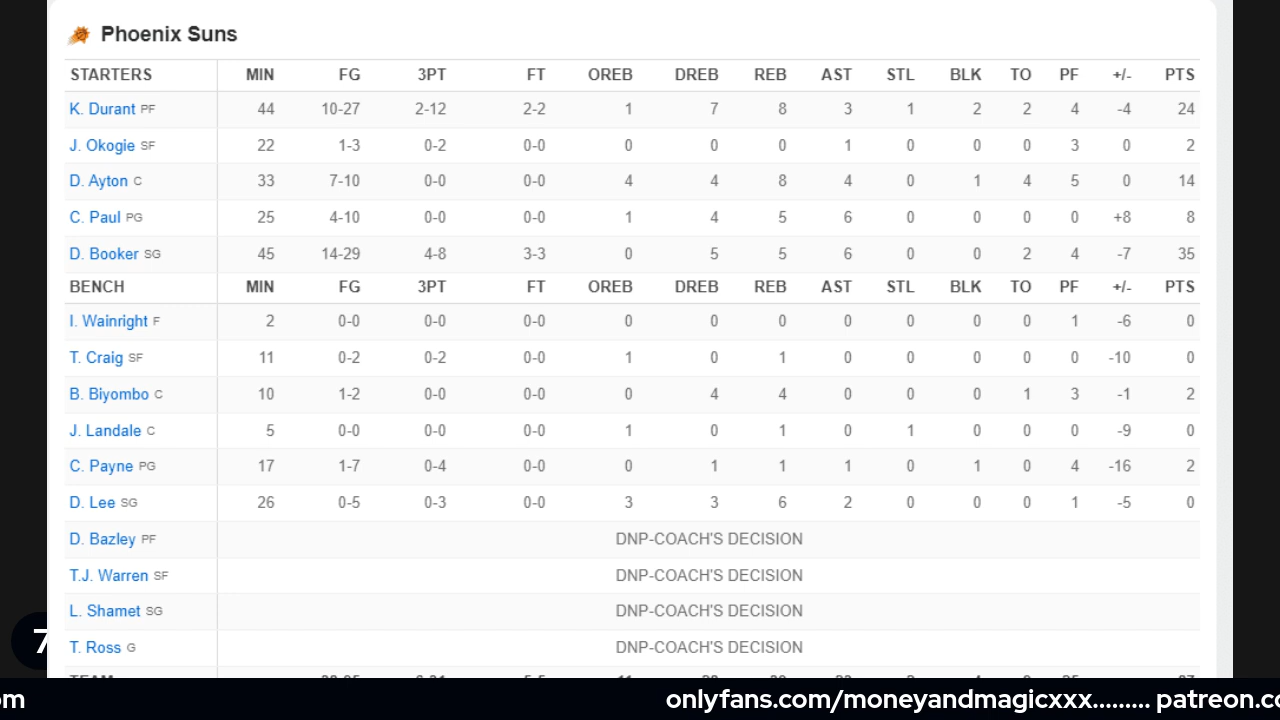 Phoenix Suns
STARTERS MIN FG 3PT FT OREB DREB REB AST STL BLK TO PF +/- PTS
K. Durant PF 44 10-27 2-12 2-2 1 7 8 3 1 2 2 4 -4 24
J. Okogie SF 22 1-3 0-2 0-0 0 0 0 1 0 0 0 3 0 2
D. Ayton C 33 7-10 0-0 0-0 4 4 8 4 0 1 4 5 0 14
C. Paul PG 25 4-10 0-0 0-0 1 4 5 6 0 0 0 0 +8 8
D. Booker SG 45 14-29 4-8 3-3 0 5 5 6 0 0 2 4 -7 35
BENCH MIN FG 3PT FT OREB DREB REB AST STL BLK TO PF +/- PTS
I. Wainright F 2 0-0 0-0 0-0 0 0 0 0 0 0 0 1 -6 0
T. Craig SF 11 0-2 0-2 0-0 1 0 1 0 0 0 0 0 -10 0
B. Biyombo C 10 1-2 0-0 0-0 0 4 4 0 0 0 1 3 -1 2
J. Landale C 5 0-0 0-0 0-0 1 0 1 0 1 0 0 0 -9 0
C. Payne PG 17 1-7 0-4 0-0 0 1 1 1 0 1 0 4 -16 2
D. Lee SG 26 0-5 0-3 0-0 3 3 6 2 0 0 0 1 -5 0
D. Bazley PF DNP-COACH'S DECISION
T.J. Warren SF DNP-COACH'S DECISION
L. Shamet SG DNP-COACH'S DECISION
T. Ross G DNP-COACH'S DECISION
7
om onlyfans.com/moneyandmagicxxx......... patreon.co